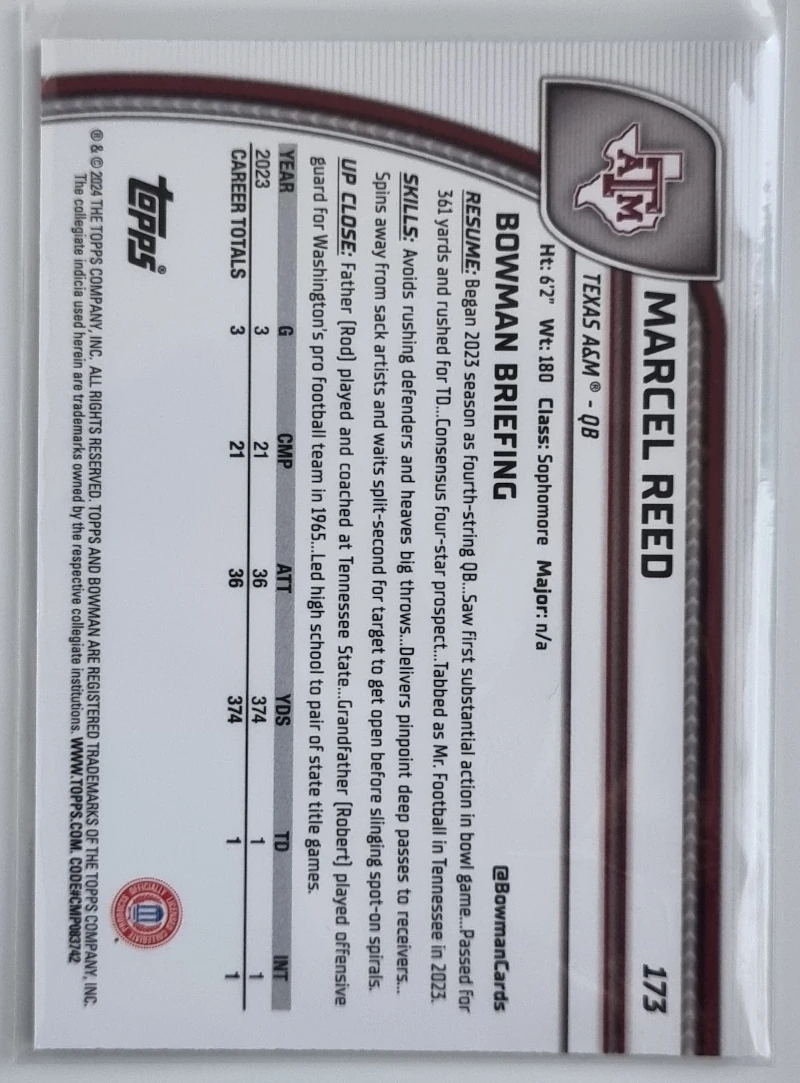 ATM
MARCEL REED
173
TEXAS A&M® - QB
Ht: 6'2" Wt: 180 Class: Sophomore Major: n/a
BOWMAN BRIEFING
@BowmanCards
RESUME: Began 2023 season as fourth-string QB...Saw first substantial action in bowl game...Passed for
361 yards and rushed for TD...Consensus four-star prospect...Tabbed as Mr. Football in Tennessee in 2023.
SKILLS: Avoids rushing defenders and heaves big throws...Delivers pinpoint deep passes to receivers...
Spins away from sack artists and waits split-second for target to get open before slinging spot-on spirals.
UP CLOSE: Father (Rod) played and coached at Tennessee State...Grandfather (Robert) played offensive
guard for Washington's pro football team in 1965...Led high school to pair of state title games.
YEAR G CMP ATT YDS TD INT
2023 3 21 36 374 1 1
CAREER TOTALS 3 21 36 374 1 1
topps®
OFFICIALLY LICENSED COLLEGIATE PRODUCTS
® & © 2024 THE TOPPS COMPANY, INC. ALL RIGHTS RESERVED. TOPPS AND BOWMAN ARE REGISTERED TRADEMARKS OF THE TOPPS COMPANY, INC.
The collegiate indicia used herein are trademarks owned by the respective collegiate institutions. WWW.TOPPS.COM. CODE#CMP083742